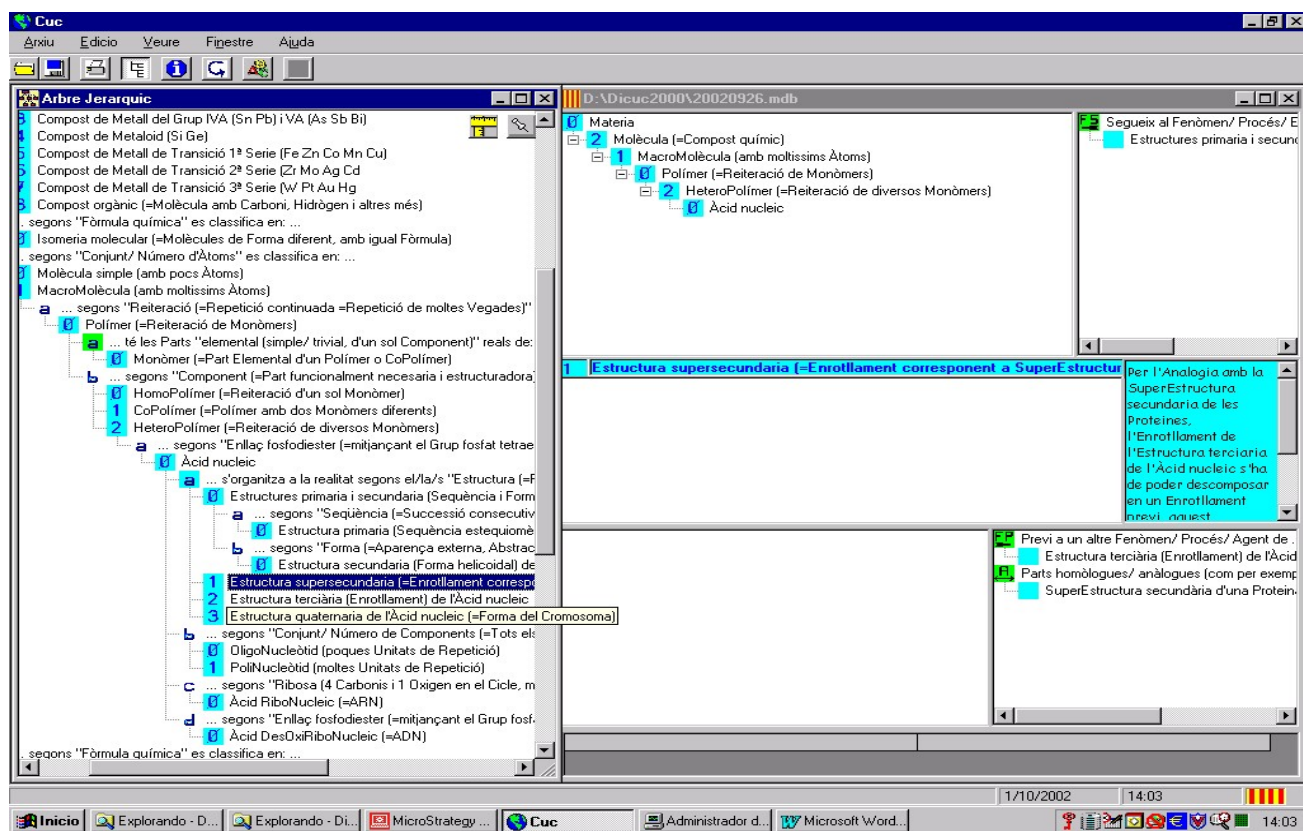 Cuc
Arxiu Edicio Veure Finestre Ajuda
Arbre Jerarquic
3 Compost de Metall del Grup IVA (Sn Pb) i VA (As Sb Bi)
4 Compost de Metaloid (Si Ge)
5 Compost de Metall de Transició 1ª Serie (Fe Zn Co Mn Cu)
6 Compost de Metall de Transició 2ª Serie (Zr Mo Ag Cd
7 Compost de Metall de Transició 3ª Serie (W Pt Au Hg
8 Compost orgànic (=Molècula amb Carboni, Hidrògen i altres més)
. segons "Fòrmula química" es classifica en: ...
0 Isomeria molecular (=Molècules de Forma diferent, amb igual Fòrmula)
. segons "Conjunt/ Número d'Àtoms" es classifica en: ...
0 Molècula simple (amb pocs Àtoms)
1 MacroMolècula (amb moltissims Àtoms)
a ... segons "Reiteració (=Repetició continuada =Repetició de moltes Vegades)"
0 Polímer (=Reiteració de Monòmers)
a ... té les Parts "elemental (simple/ trivial, d'un sol Component)" reals de:
0 Monòmer (=Part Elemental d'un Polímer o CoPolímer)
b ... segons "Component (=Part funcionalment necesaria i estructuradora)
0 HomoPolímer (=Reiteració d'un sol Monòmer)
1 CoPolímer (=Polímer amb dos Monòmers diferents)
2 HeteroPolímer (=Reiteració de diversos Monòmers)
a ... segons "Enllaç fosfodiester (=mitjançant el Grup fosfat tetrae
0 Àcid nucleic
a ... s'organitza a la realitat segons el/la/s "Estructura (=F
0 Estructures primaria i secundaria (Sequència i Form
a ... segons "Seqüència (=Successió consecutiv
0 Estructura primaria (Sequència estequiomè
b ... segons "Forma (=Aparença externa, Abstrac
0 Estructura secundaria (Forma helicoidal) de
1 Estructura supersecundaria (=Enrotllament correspo
2 Estructura terciària (Enrotllament) de l'Àcid nucleic
3 Estructura quaternaria de l'Àcid nucleic (=Forma del Cromosoma)
b ... segons "Conjunt/ Número de Components (=Tots els
0 OligoNucleòtid (poques Unitats de Repetició)
1 PoliNucleòtid (moltes Unitats de Repetició)
c ... segons "Ribosa (4 Carbonis i 1 Oxigen en el Cicle, m
0 Àcid RiboNucleic (=ARN)
d ... segons "Enllaç fosfodiester (=mitjançant el Grup fosf
0 Àcid DesOxiRiboNucleic (=ADN)
. segons "Fòrmula química" es classifica en: ...
D:\Dicuc2000\20020926.mdb
0 Materia
2 Molècula (=Compost químic)
1 MacroMolècula (amb moltissims Àtoms)
0 Polímer (=Reiteració de Monòmers)
2 HeteroPolímer (=Reiteració de diversos Monòmers)
0 Àcid nucleic
FS Segueix al Fenòmen/ Procés/ E
Estructures primaria i secund
1 Estructura supersecundaria (=Enrotllament corresponent a SuperEstructur
Per l'Analogia amb la
SuperEstructura
secundaria de les
Proteines,
l'Enrotllament de
l'Estructura terciaria
de l'Àcid nucleic s'ha
de poder descomposar
en un Enrotllament
previ, aquest
FP Previ a un altre Fenòmen/ Procés/ Agent de .
Estructura terciària (Enrotllament) de l'Àcid
A Parts homòlogues/ anàlogues (com per exemp
SuperEstructura secundària d'una Protein
1/10/2002 14:03
Inicio Explorando - D... Explorando - Di... MicroStrategy ... Cuc Administrador d... Microsoft Word... 14:03